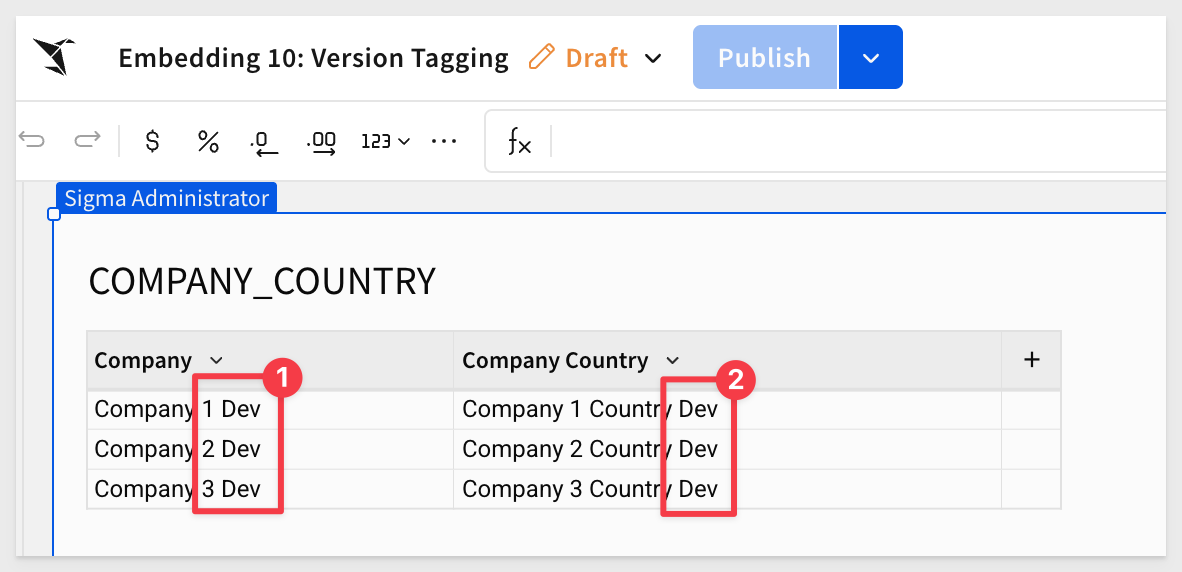 Embedding 10: Version Tagging Draft Publish
$ % .0 .00 123 ... fx
Sigma Administrator
COMPANY_COUNTRY
Company Company Country +
1 2
Company 1 Dev Company 1 Country Dev
Company 2 Dev Company 2 Country Dev
Company 3 Dev Company 3 Country Dev